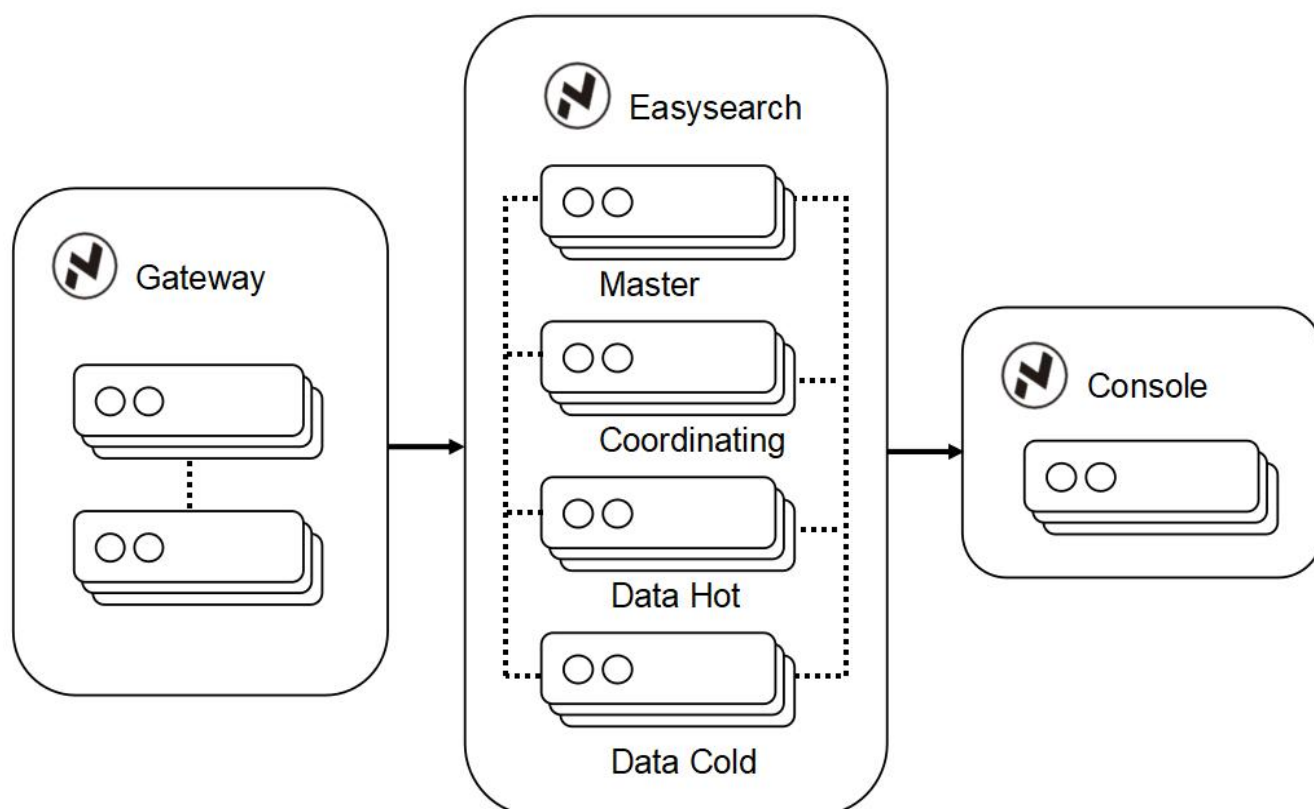 Gateway
Easysearch
Master
Coordinating
Data Hot
Data Cold
Console